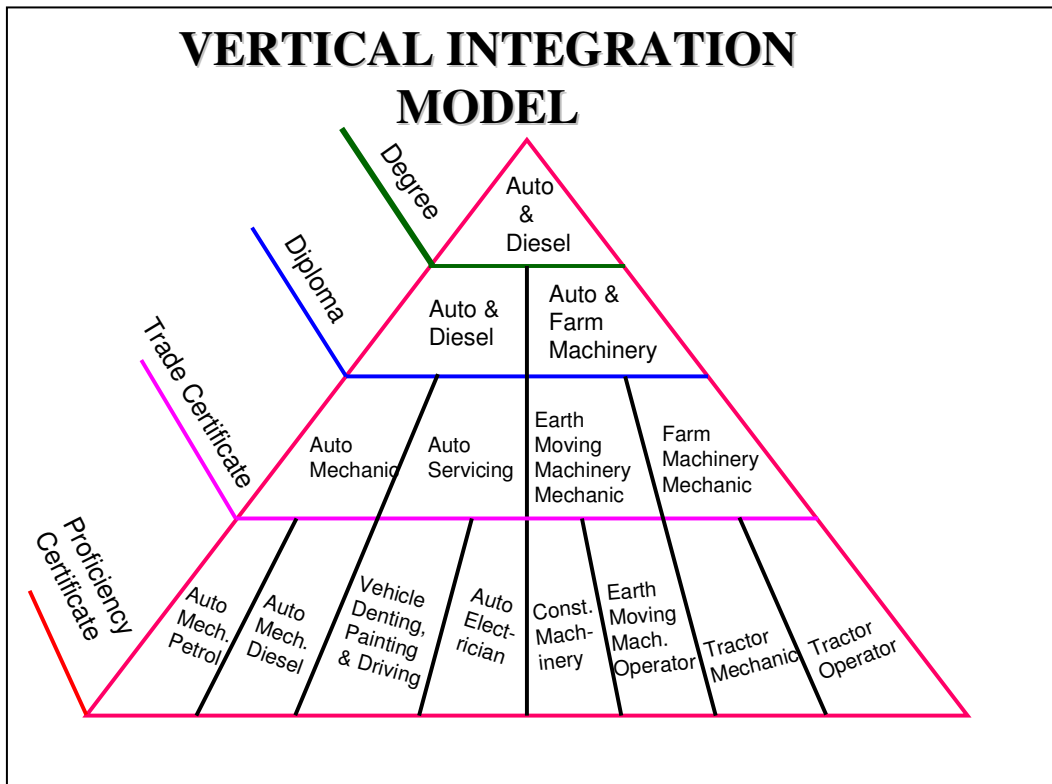 VERTICAL INTEGRATION
MODEL
Degree
Auto
&
Diesel
Diploma
Auto &
Diesel
Auto &
Farm
Machinery
Trade Certificate
Auto
Mechanic
Auto
Servicing
Earth
Moving
Machinery
Mechanic
Farm
Machinery
Mechanic
Proficiency
Certificate
Auto
Mech.
Petrol
Auto
Mech.
Diesel
Vehicle
Denting,
Painting
& Driving
Auto
Elect-
rician
Const.
Mach-
inery
Earth
Moving
Mach.
Operator
Tractor
Mechanic
Tractor
Operator